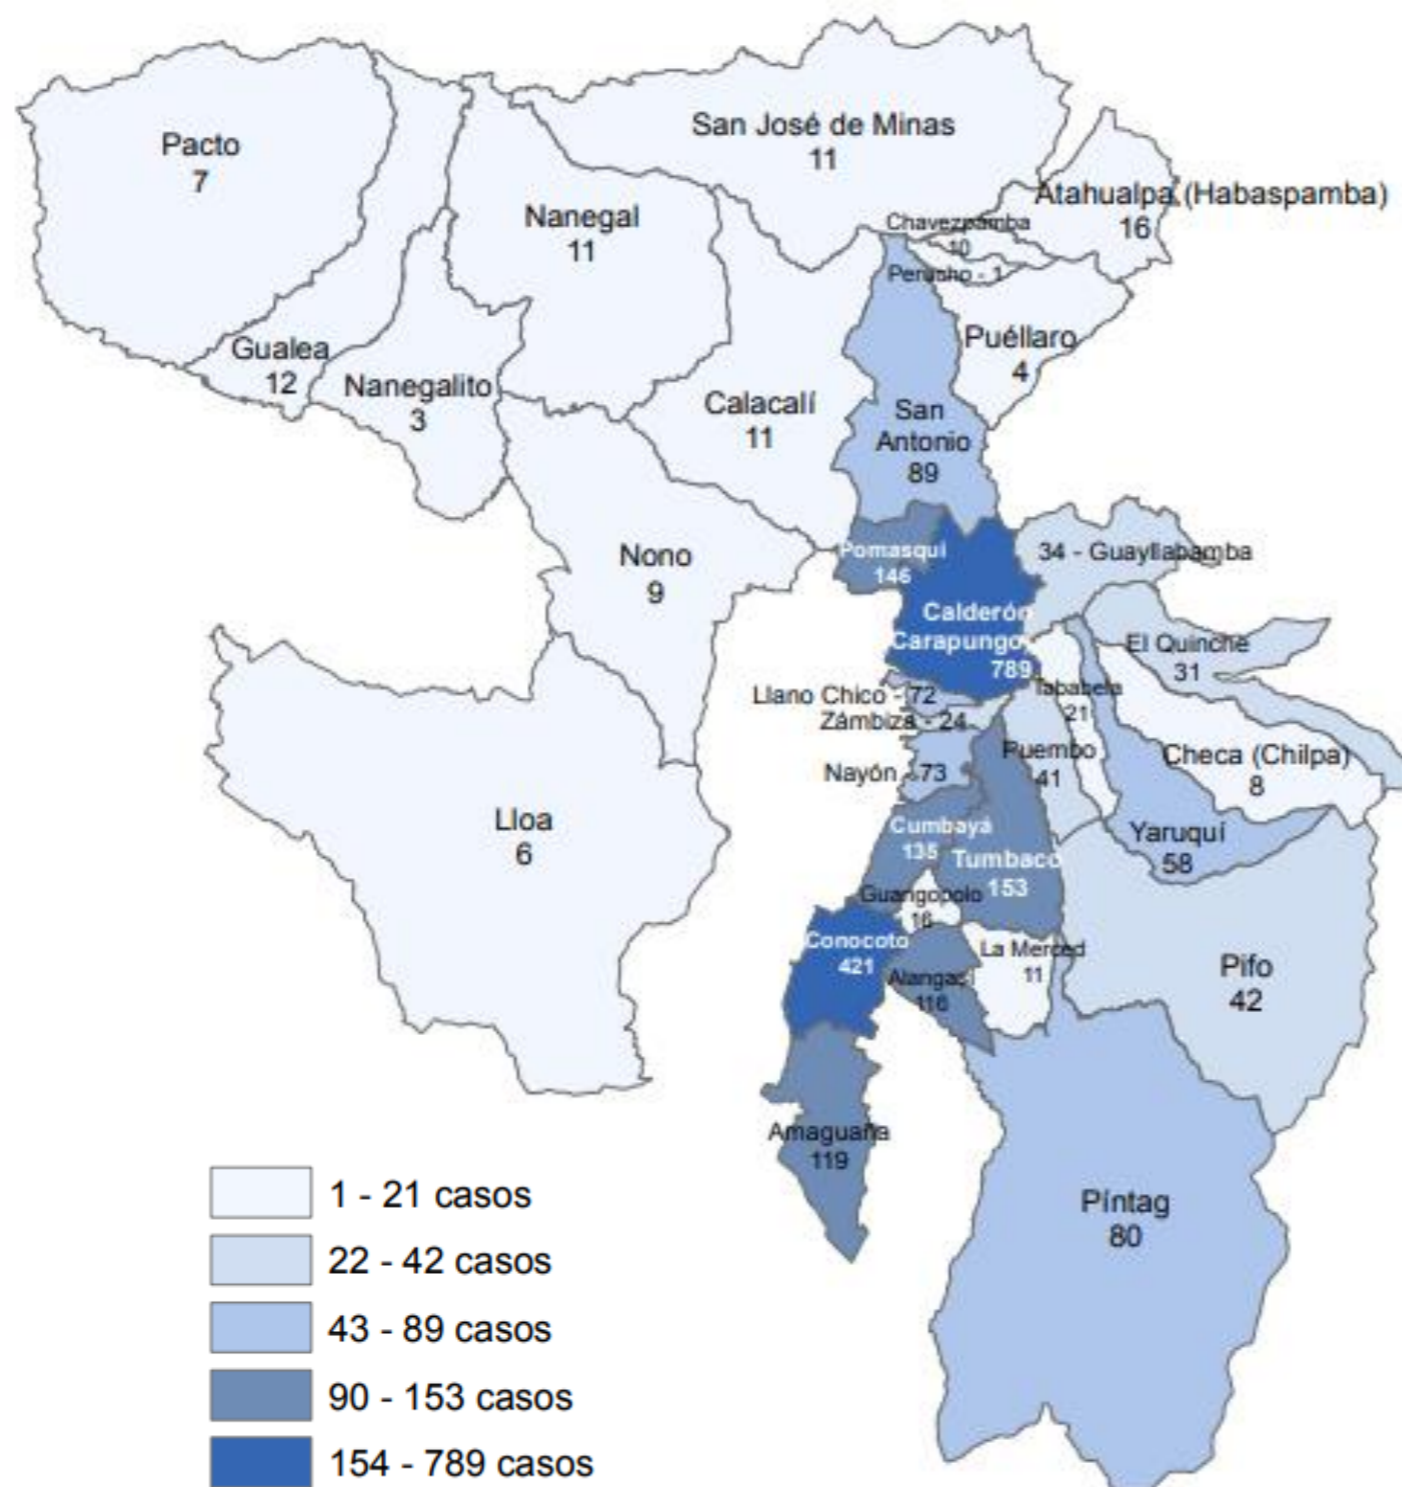 Pacto
7
San José de Minas
11
Atahualpa (Habaspamba)
16
Nanegal
11
Chavezpamba
10
Perucho - 1
Puéllaro
4
Gualea
12
Nanegalito
3
Calacalí
11
San
Antonio
89
Nono
9
Pomasqui
146
34 - Guayllabamba
Calderón
Carapungo)
789
El Quinche
31
Tababela
21
Llano Chico - 72
Zámbiza - 24
Puembo
41
Checa (Chilpa)
8
Nayón - 73
Lloa
6
Cumbayá
135
Tumbaco
153
Yaruquí
58
Guangopolo
16
Conocoto
421
La Merced
11
Alangasí
116
Pifo
42
Amaguaña
119
Píntag
80
1 - 21 casos
22 - 42 casos
43 - 89 casos
90 - 153 casos
154 - 789 casos